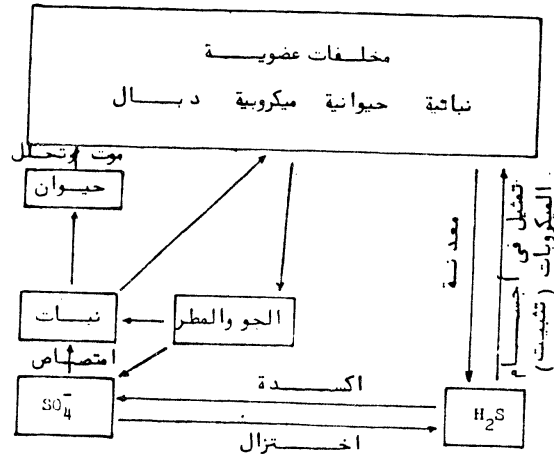 مخلفات عضوية
نباتية حيوانية ميكروبية دبال
موت وتحلل
حيوان
معدنة
تمثيل فى أجسام
الميكروبات (تثبيت)
نبات
الجو والمطر
امتصاص
اكسدة
SO₄⁻
H₂S
اختزال